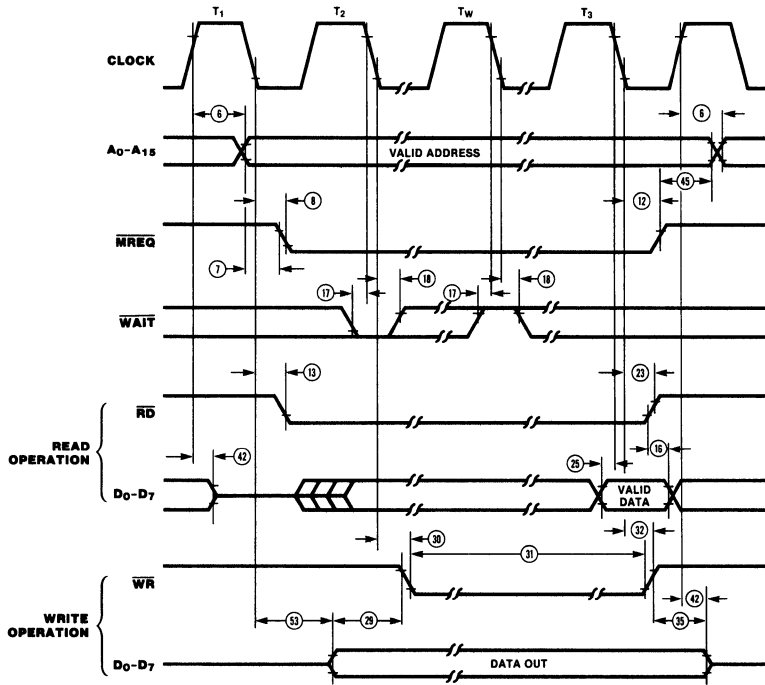 T1 T2 TW T3
CLOCK
6 6
A0-A15 VALID ADDRESS
45
8 12
MREQ
7
17 18 17 18
WAIT
13 23
RD
READ
OPERATION
42 25 16
D0-D7 VALID
DATA
30 31 32
WR
42
WRITE
OPERATION
53 29 35
D0-D7 DATA OUT